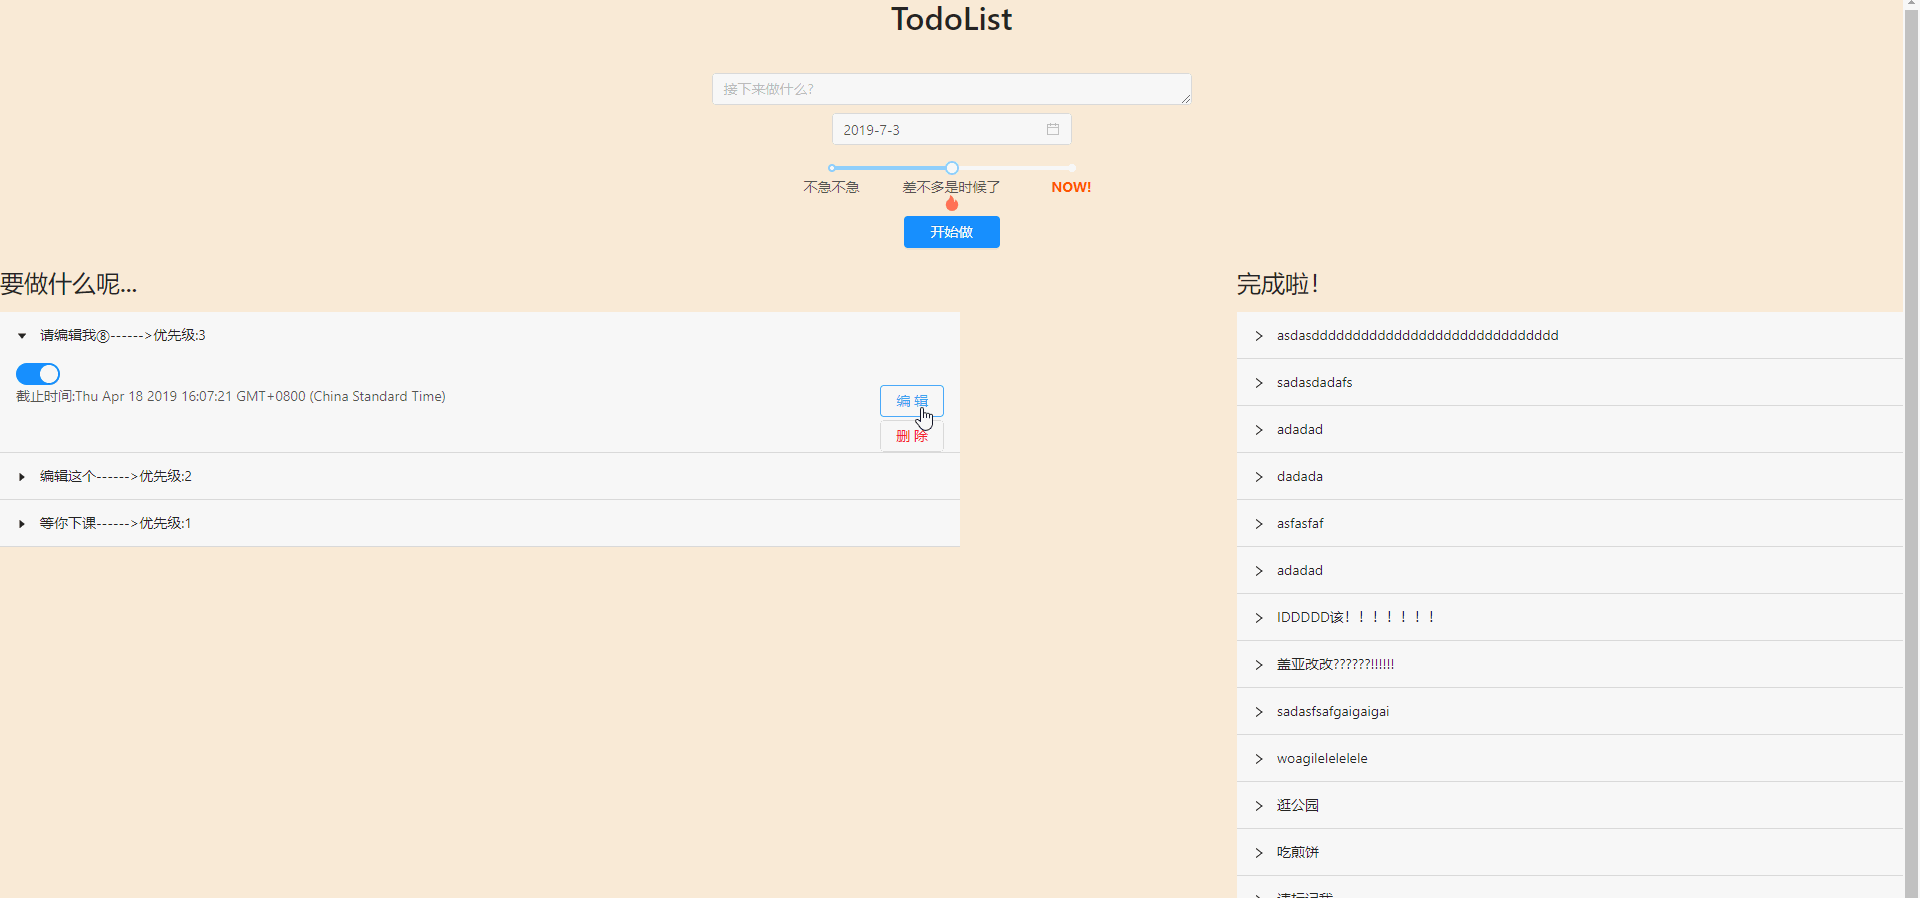 TodoList
接下来做什么?
2019-7-3
不急不急 差不多是时候了 NOW!
开始做
要做什么呢...
请编辑我⑧------>优先级:3
截止时间:Thu Apr 18 2019 16:07:21 GMT+0800 (China Standard Time)
编 辑
删 除
编辑这个------>优先级:2
等你下课------>优先级:1
完成啦！
asdasdddddddddddddddddddddddddddddd
sadasdadafs
adadad
dadada
asfasfaf
adadad
IDDDDD该！！！！！！！
盖亚改改??????!!!!!!
sadasfsafgaigaigai
woagilelelelele
逛公园
吃煎饼
请标记我